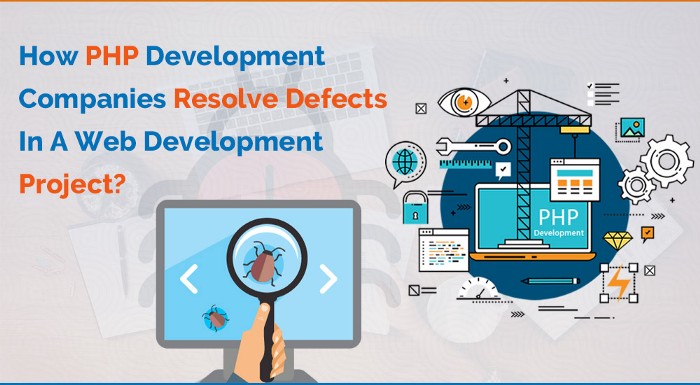 How PHP Development
Companies Resolve Defects
In A Web Development
Project?
PHP
Development